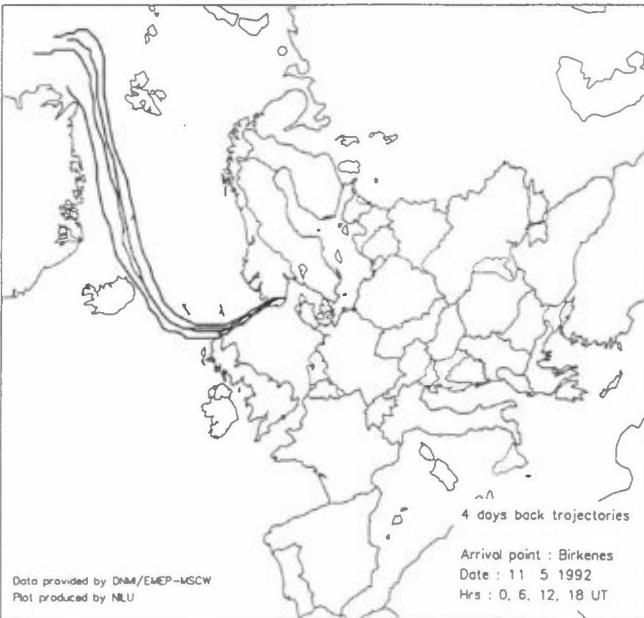 4 days back trajectories
Arrival point : Birkenes
Date : 11 5 1992
Hrs : 0, 6, 12, 18 UT
Data provided by DNMI/EMEP-MSCW
Plot produced by NILU